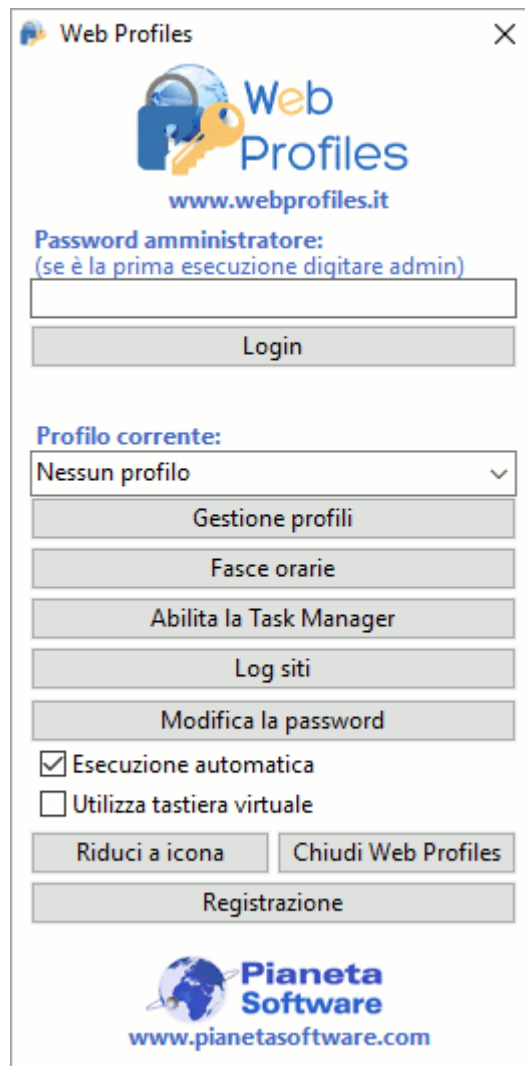 Web Profiles
Web
Profiles
www.webprofiles.it
Password amministratore:
(se è la prima esecuzione digitare admin)
Login
Profilo corrente:
Nessun profilo
Gestione profili
Fasce orarie
Abilita la Task Manager
Log siti
Modifica la password
Esecuzione automatica
Utilizza tastiera virtuale
Riduci a icona Chiudi Web Profiles
Registrazione
Pianeta
Software
www.pianetasoftware.com